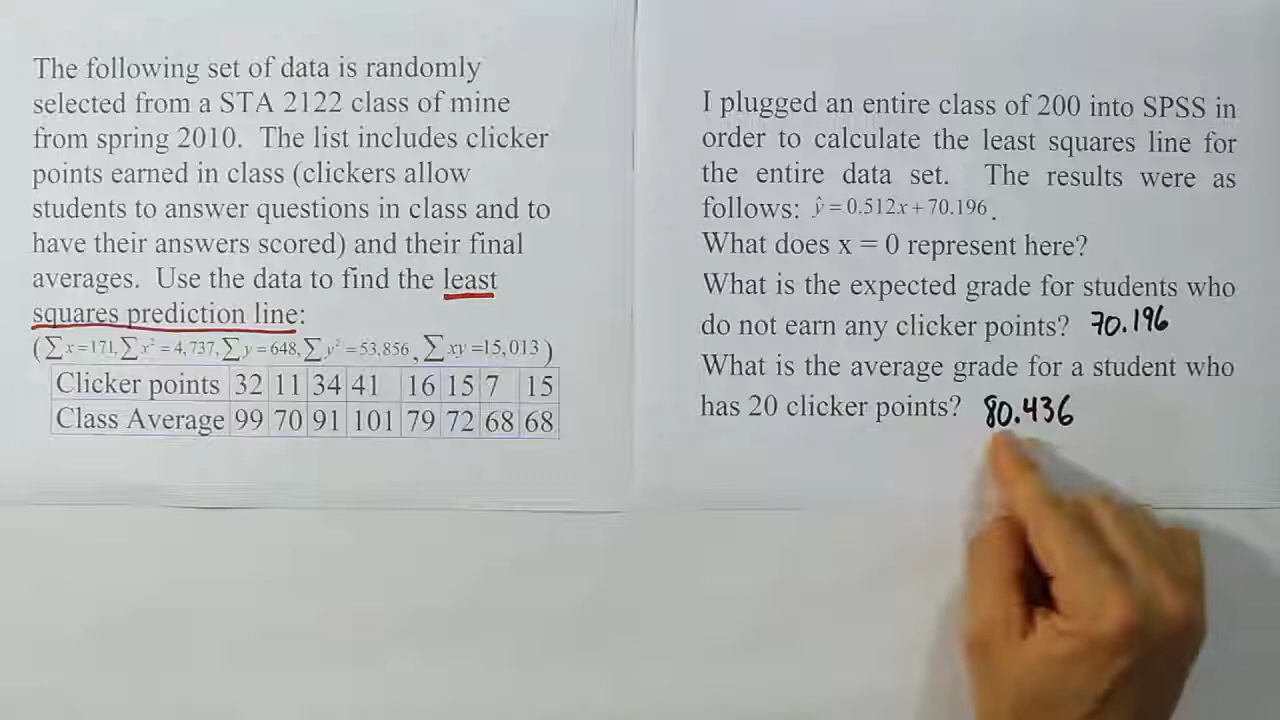 The following set of data is randomly
selected from a STA 2122 class of mine
from spring 2010. The list includes clicker
points earned in class (clickers allow
students to answer questions in class and to
have their answers scored) and their final
averages. Use the data to find the least
squares prediction line:
(∑x=171, ∑x²=4,737, ∑y=648, ∑y²=53,856, ∑xy=15,013)
Clicker points 32 11 34 41 16 15 7 15
Class Average 99 70 91 101 79 72 68 68
I plugged an entire class of 200 into SPSS in
order to calculate the least squares line for
the entire data set. The results were as
follows: ŷ=0.512x+70.196.
What does x = 0 represent here?
What is the expected grade for students who
do not earn any clicker points? 70.196
What is the average grade for a student who
has 20 clicker points? 80.436